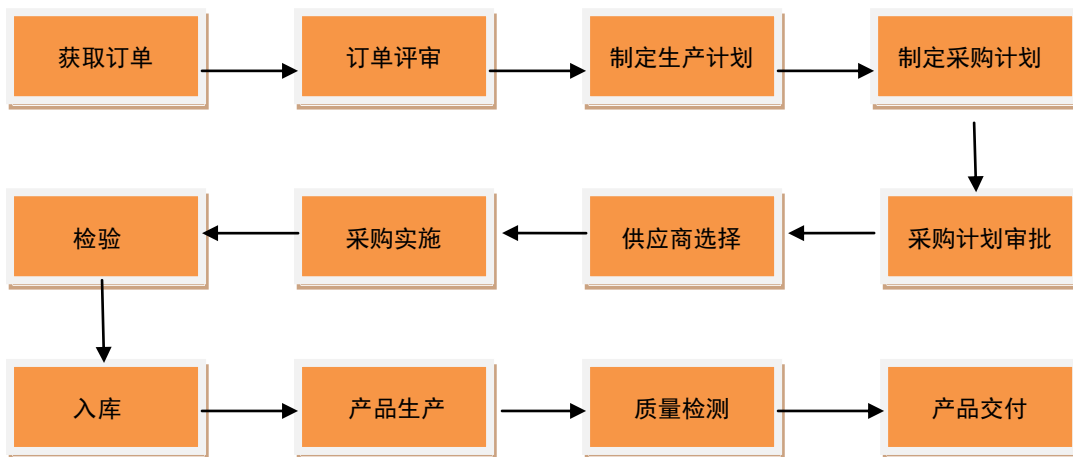 获取订单
订单评审
制定生产计划
制定采购计划
采购计划审批
供应商选择
采购实施
检验
入库
产品生产
质量检测
产品交付